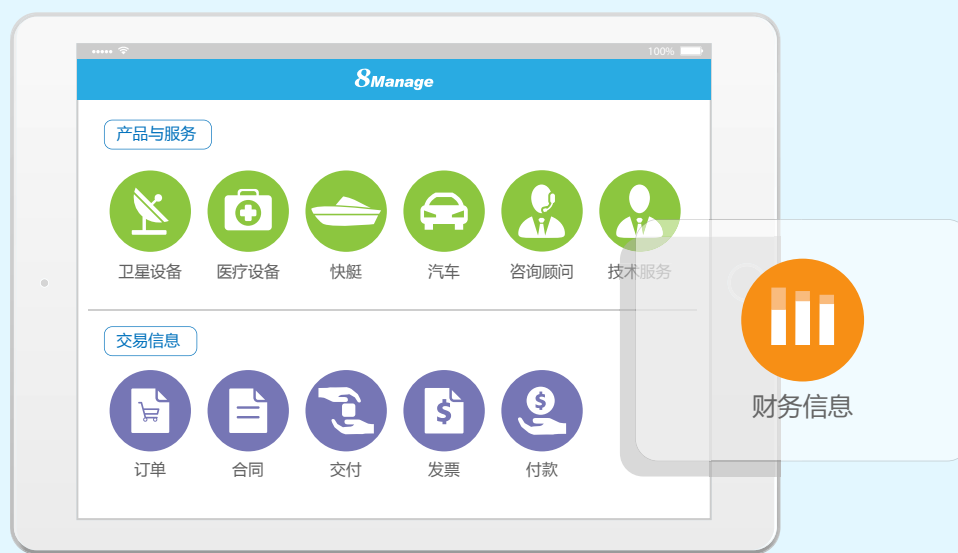 100%
8Manage
产品与服务
卫星设备 医疗设备 快艇 汽车 咨询顾问 技术服务
财务信息
交易信息
订单 合同 交付 发票 付款